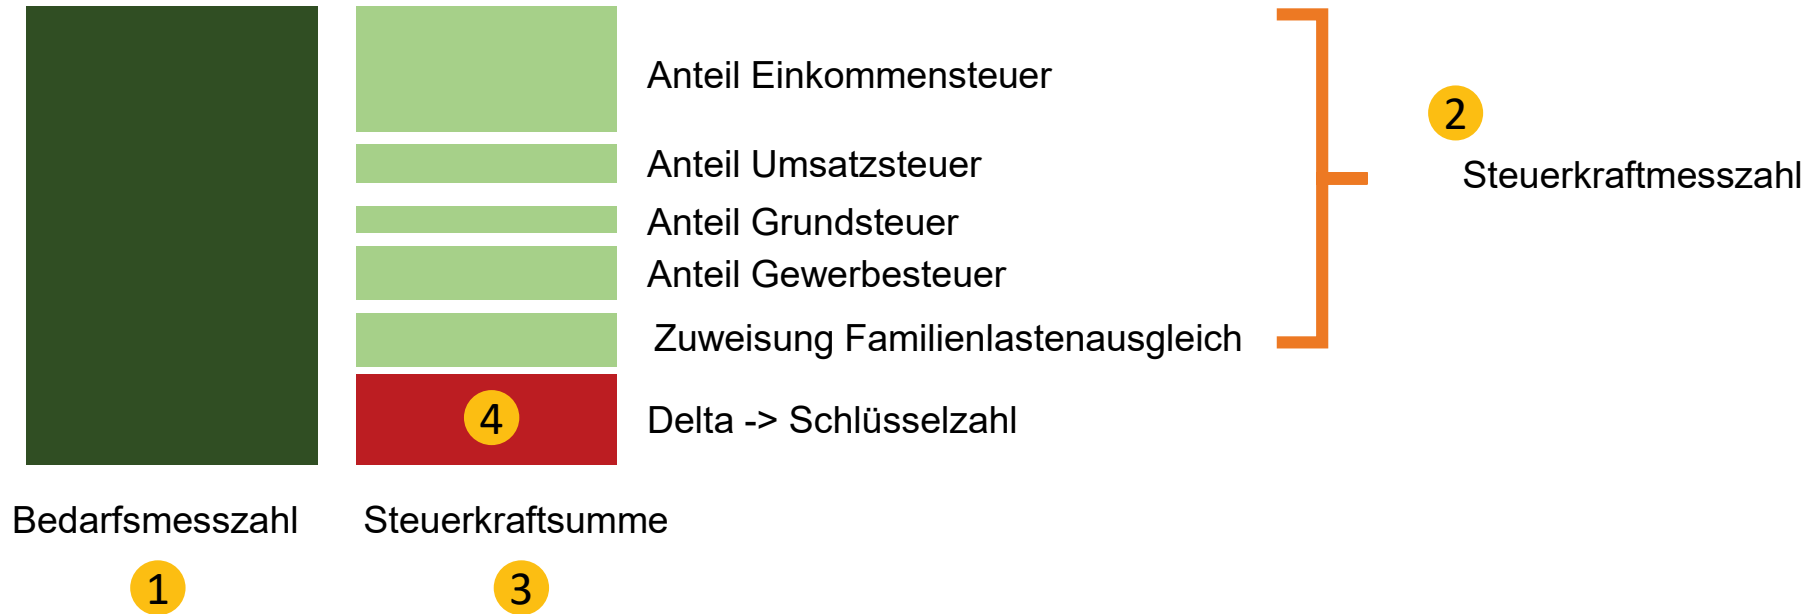 Anteil Einkommensteuer
Anteil Umsatzsteuer
Anteil Grundsteuer
Anteil Gewerbesteuer
Zuweisung Familienlastenausgleich
4
Delta -> Schlüsselzahl
2
Steuerkraftmesszahl
Bedarfsmesszahl
1
Steuerkraftsumme
3